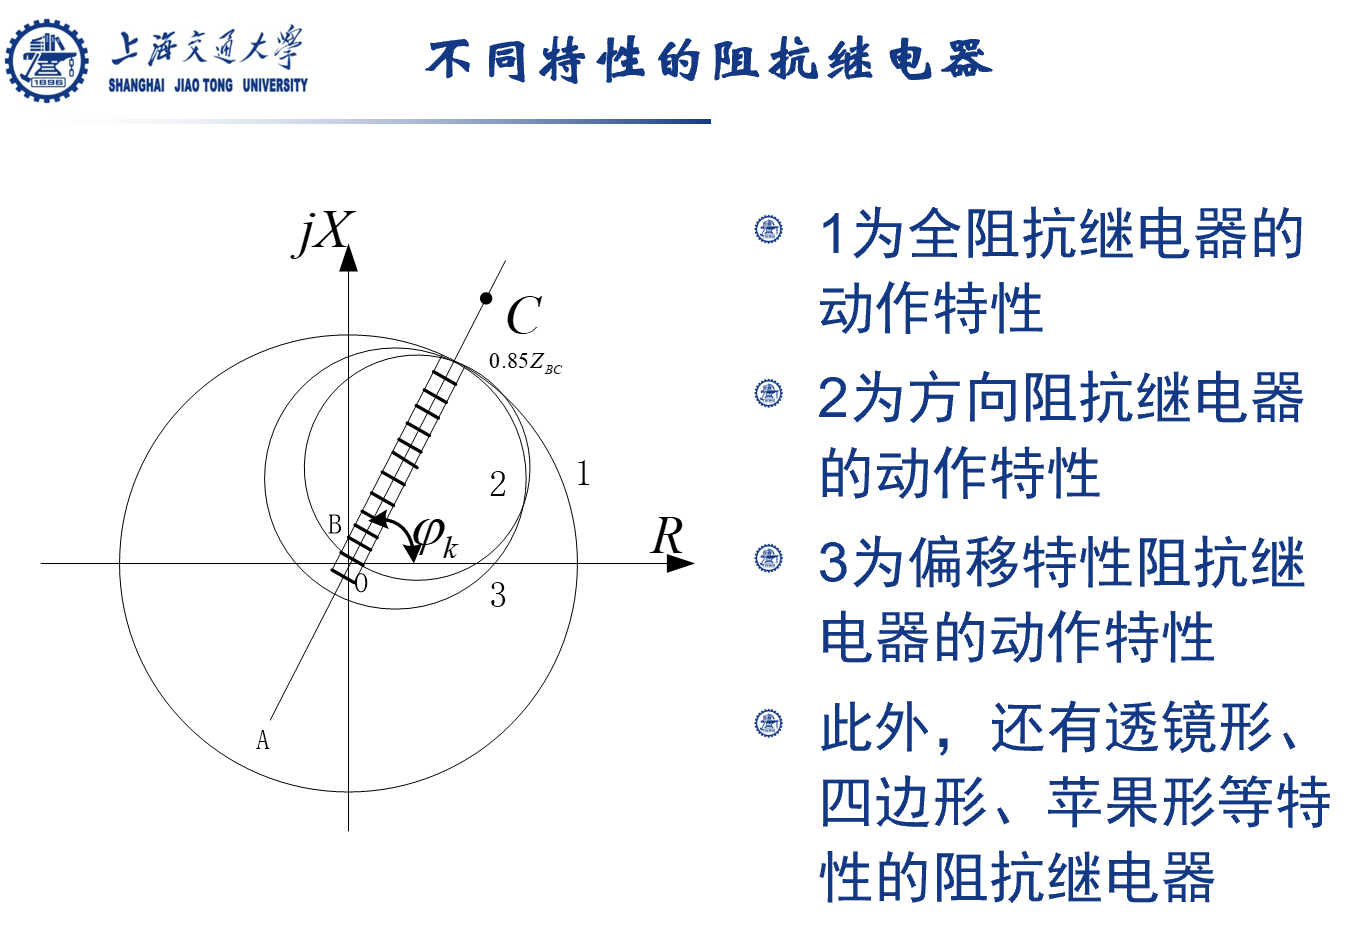 上海交通大学
SHANGHAI JIAO TONG UNIVERSITY
1896
不同特性的阻抗继电器
jX
C
0.85Z_{BC}
1
2
B
φ_k
R
O
3
A
1为全阻抗继电器的
动作特性
2为方向阻抗继电器
的动作特性
3为偏移特性阻抗继
电器的动作特性
此外，还有透镜形、
四边形、苹果形等特
性的阻抗继电器